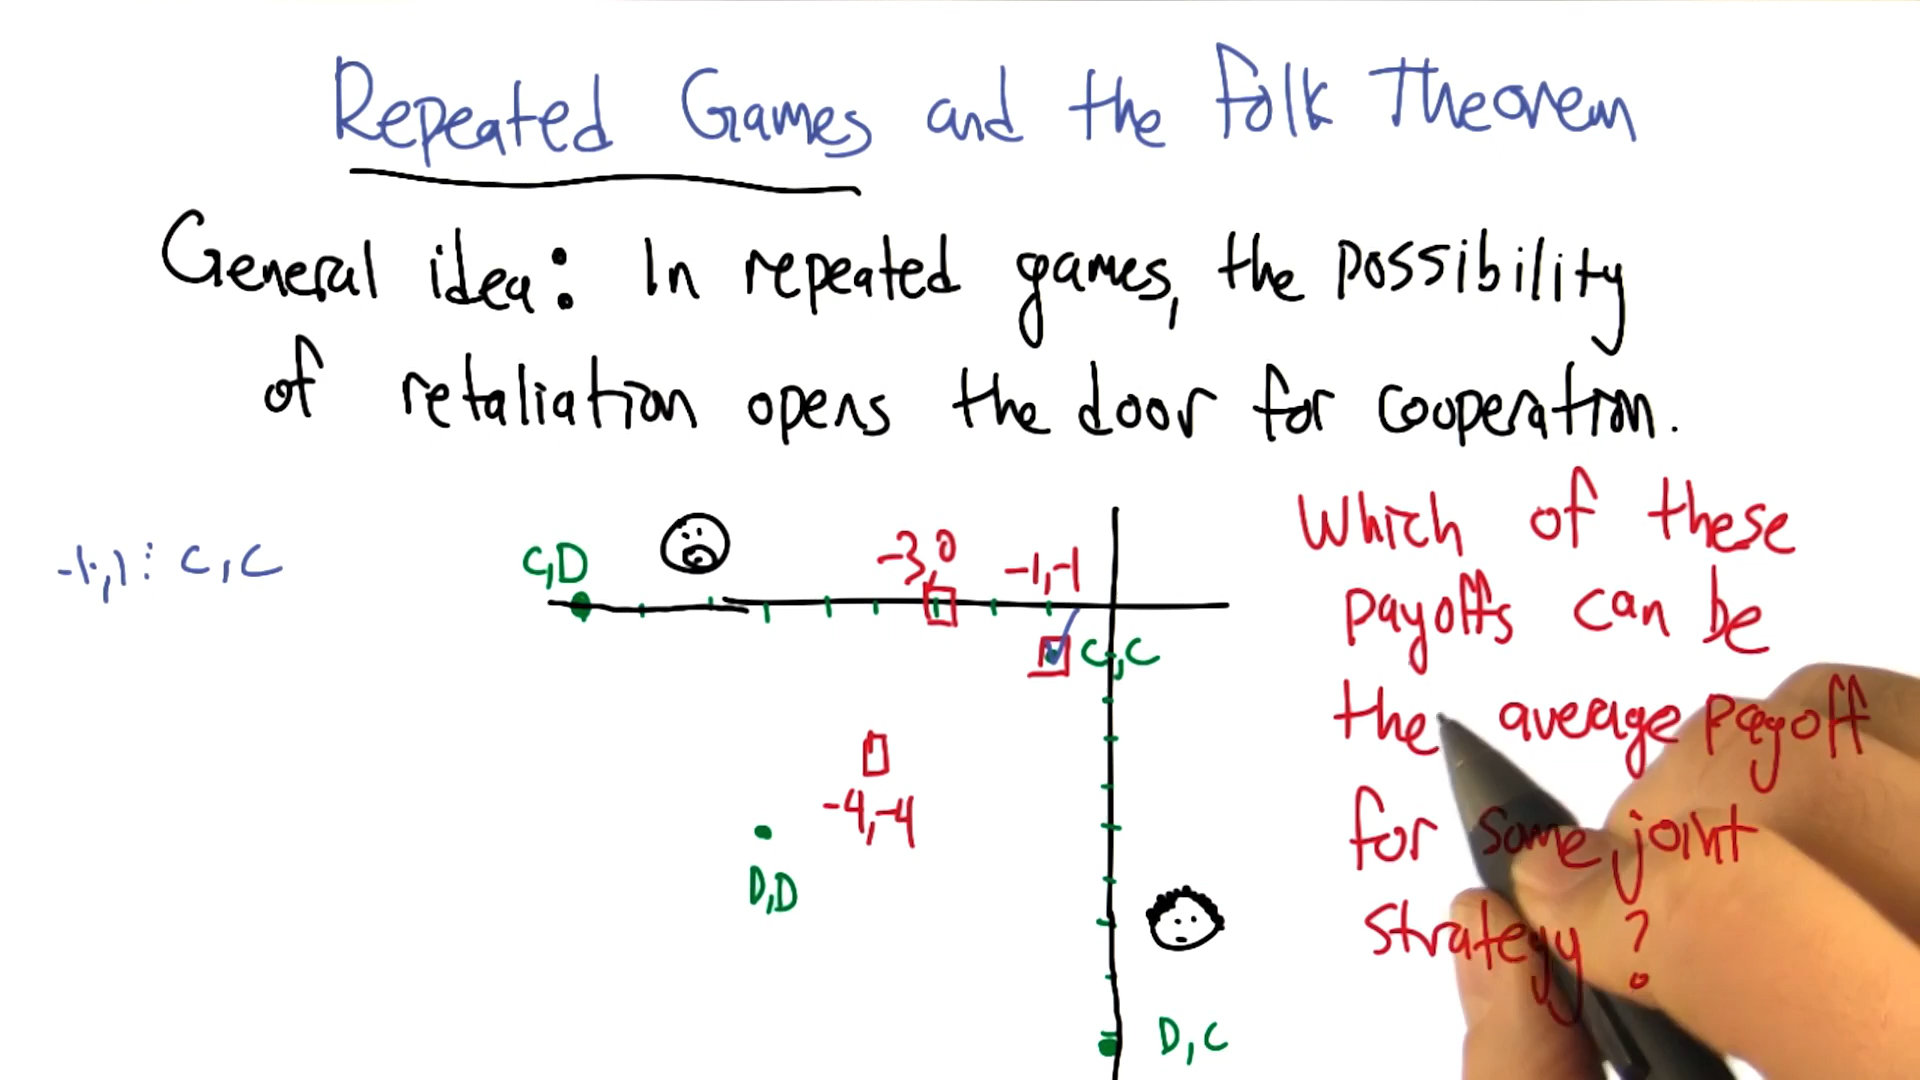 Repeated Games and the Folk Theorem
General idea: In repeated games, the possibility
of retaliation opens the door for cooperation.
-1,1: C,C
C,D
-3,0
-1,-1
C,C
-4,-4
D,D
D,C
Which of these
payoffs can be
the average payoff
for some joint
strategy?